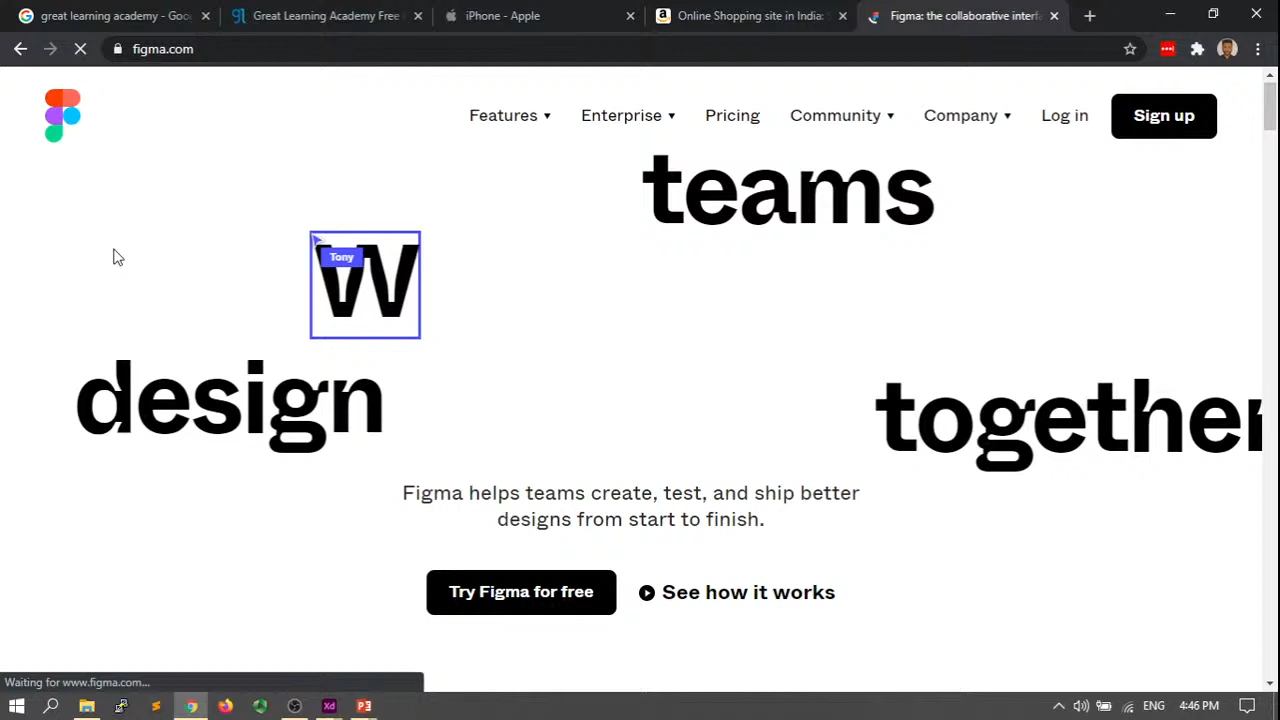 great learning academy - Goo
Great Learning Academy Free
iPhone - Apple
Online Shopping site in India: S
Figma: the collaborative interfa
figma.com
Features
Enterprise
Pricing
Community
Company
Log in
Sign up
teams
W
Tony
design
together
Figma helps teams create, test, and ship better
designs from start to finish.
Try Figma for free
See how it works
Waiting for www.figma.com...
Xd
ENG
4:46 PM